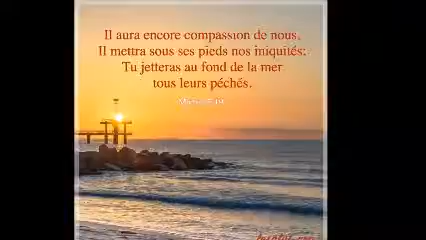 Il aura encore compassion de nous,
Il mettra sous ses pieds nos iniquités;
Tu jetteras au fond de la mer
tous leurs péchés.